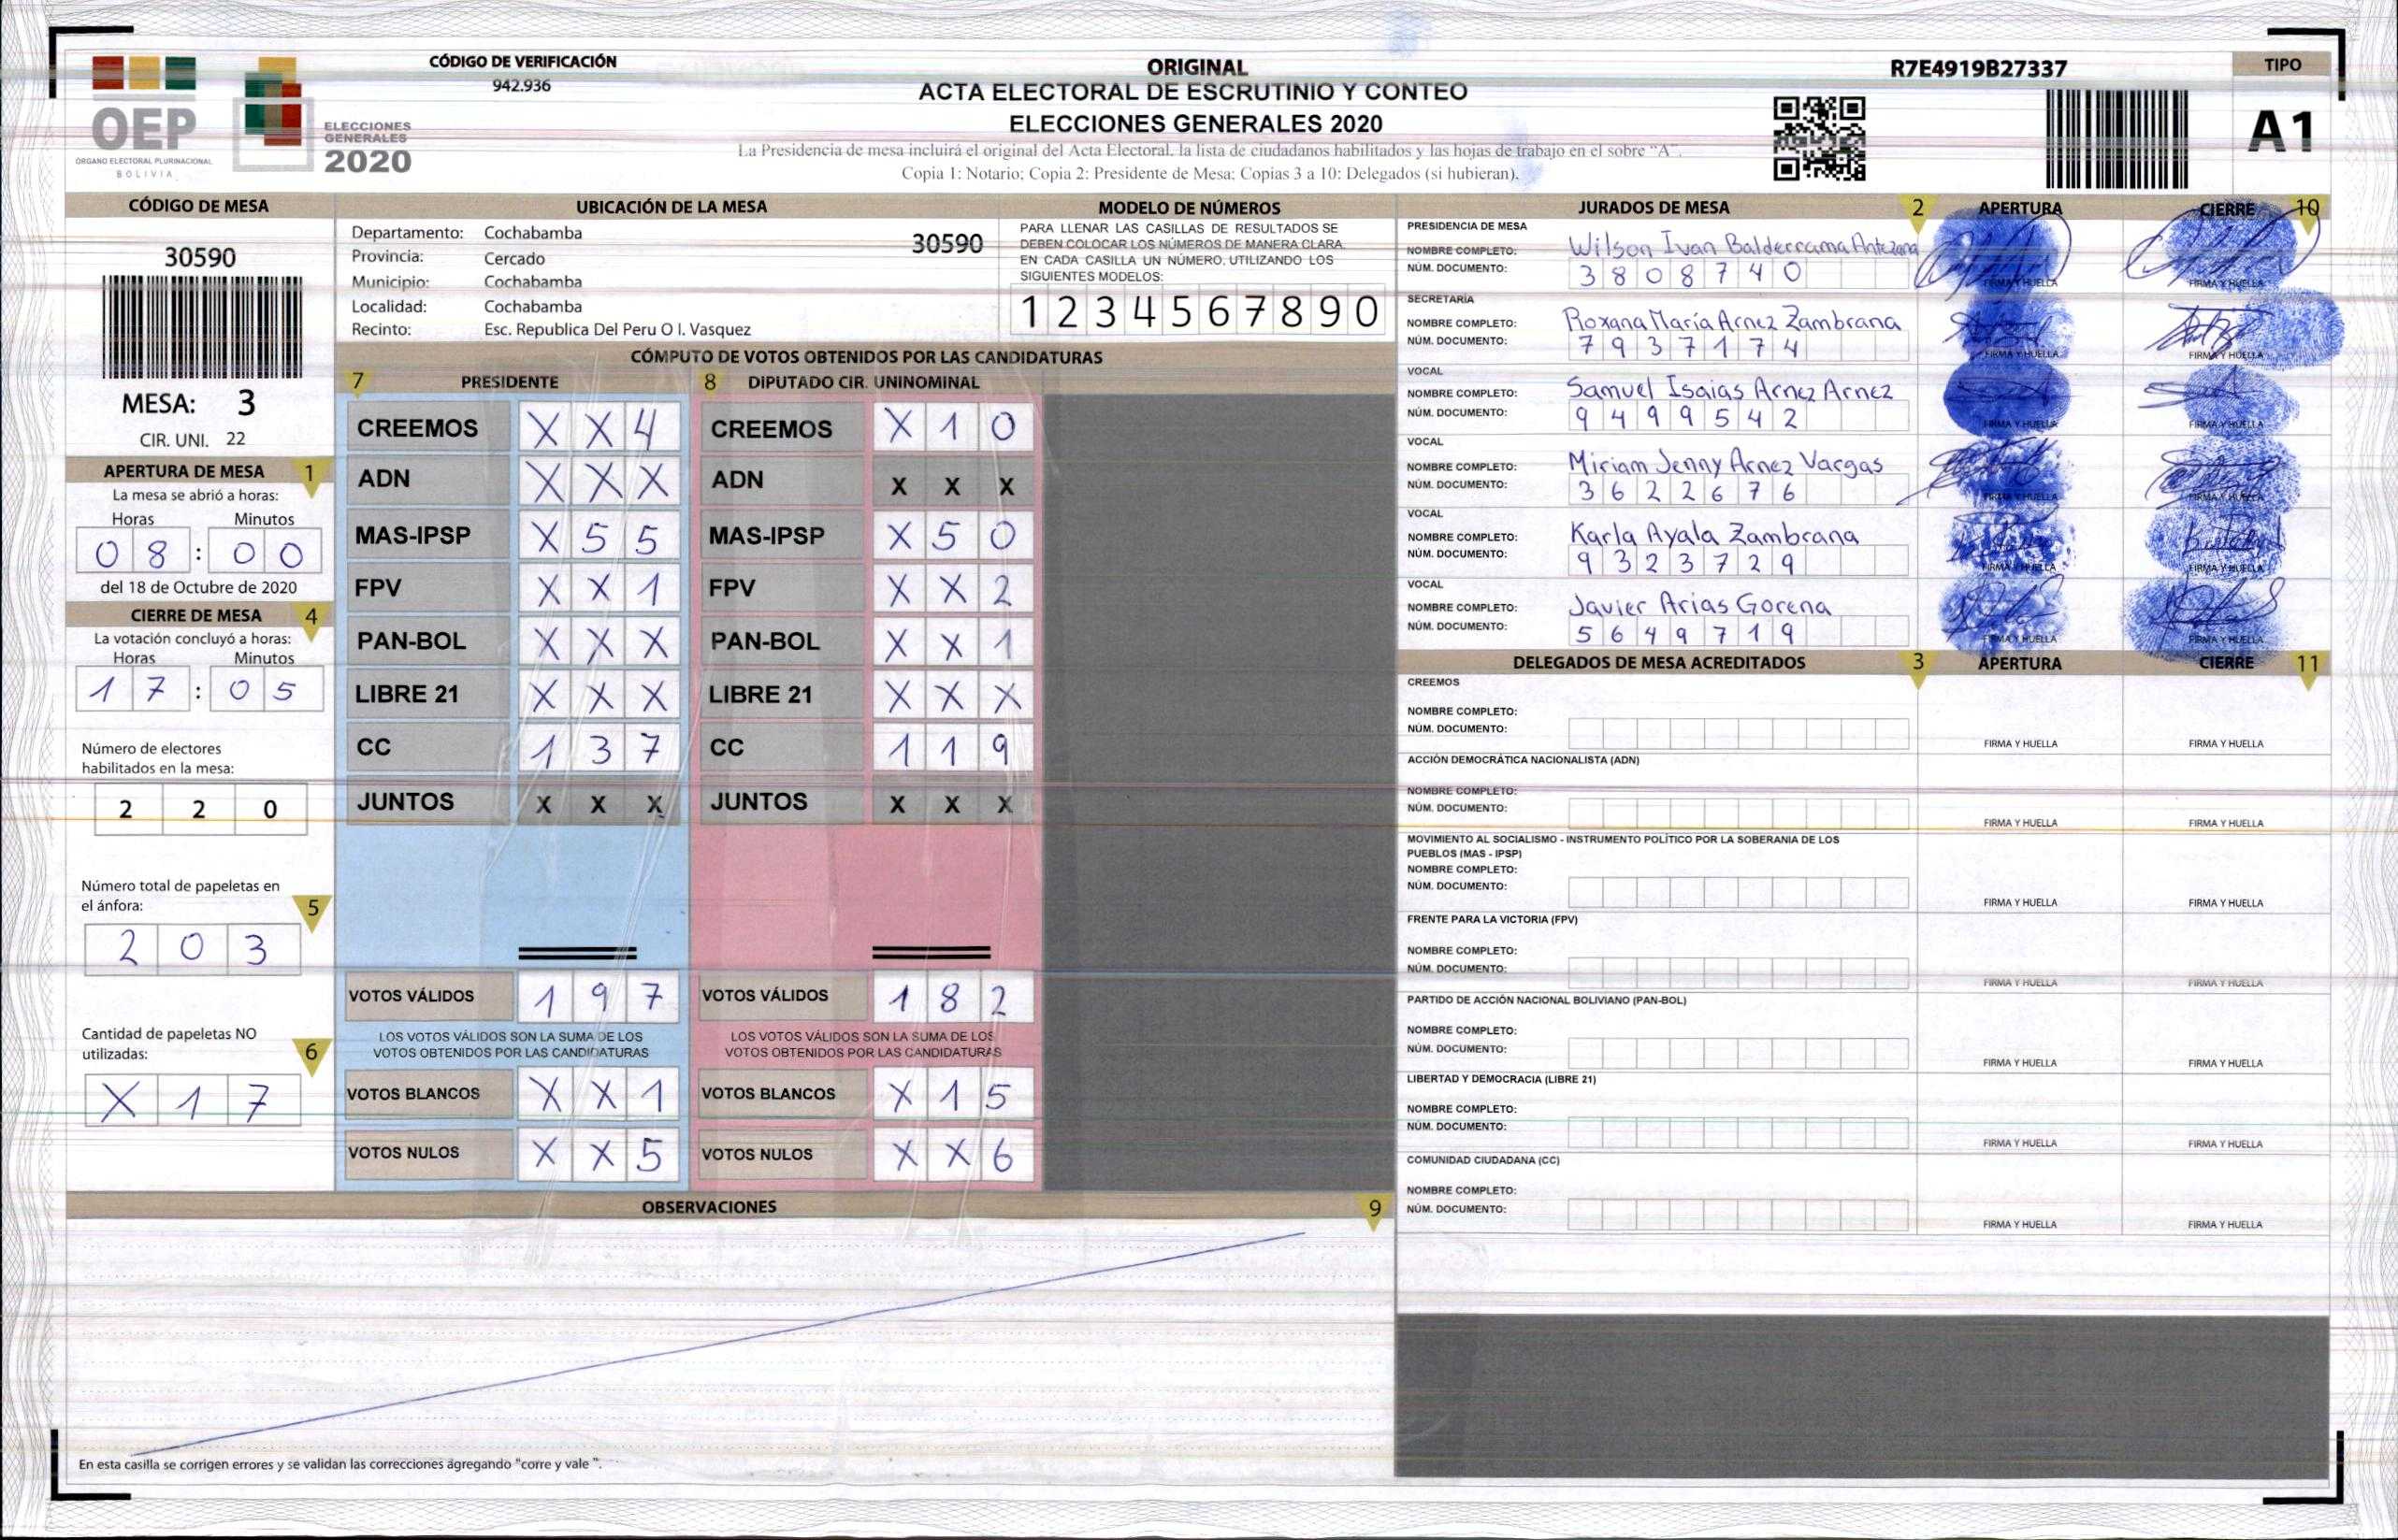 CÓDIGO DE VERIFICACIÓN
942.936
ORIGINAL
ACTA ELECTORAL DE ESCRUTINIO Y CONTEO
ELECCIONES GENERALES 2020
La Presidencia de mesa incluirá el original del Acta Electoral, la lista de ciudadanos habilitados y las hojas de trabajo en el sobre "A".
Copia 1: Notario; Copia 2: Presidente de Mesa; Copias 3 a 10: Delegados (si hubieran).
R7E4919B27337
TIPO
A1
OEP
ÓRGANO ELECTORAL PLURINACIONAL
BOLIVIA
ELECCIONES
GENERALES
2020
CÓDIGO DE MESA
30590
MESA: 3
CIR. UNI. 22
APERTURA DE MESA 1
La mesa se abrió a horas:
Horas Minutos
0 8 : 0 0
del 18 de Octubre de 2020
CIERRE DE MESA 4
La votación concluyó a horas:
Horas Minutos
1 7 : 0 5
Número de electores
habilitados en la mesa:
2 2 0
Número total de papeletas en
el ánfora: 5
2 0 3
Cantidad de papeletas NO
utilizadas: 6
X 1 7
UBICACIÓN DE LA MESA
Departamento: Cochabamba
30590
Provincia: Cercado
Municipio: Cochabamba
Localidad: Cochabamba
Recinto: Esc. Republica Del Peru O I. Vasquez
MODELO DE NÚMEROS
PARA LLENAR LAS CASILLAS DE RESULTADOS SE
DEBEN COLOCAR LOS NÚMEROS DE MANERA CLARA.
EN CADA CASILLA UN NÚMERO, UTILIZANDO LOS
SIGUIENTES MODELOS:
1 2 3 4 5 6 7 8 9 0
CÓMPUTO DE VOTOS OBTENIDOS POR LAS CANDIDATURAS
7 PRESIDENTE 8 DIPUTADO CIR. UNINOMINAL
CREEMOS X X 4 CREEMOS X 1 0
ADN X X X ADN X X X
MAS-IPSP X 5 5 MAS-IPSP X 5 0
FPV X X 1 FPV X X 2
PAN-BOL X X X PAN-BOL X X 1
LIBRE 21 X X X LIBRE 21 X X X
CC 1 3 7 CC 1 1 9
JUNTOS X X X JUNTOS X X X
VOTOS VÁLIDOS 1 9 7 VOTOS VÁLIDOS 1 8 2
LOS VOTOS VÁLIDOS SON LA SUMA DE LOS LOS VOTOS VÁLIDOS SON LA SUMA DE LOS
VOTOS OBTENIDOS POR LAS CANDIDATURAS VOTOS OBTENIDOS POR LAS CANDIDATURAS
VOTOS BLANCOS X X 1 VOTOS BLANCOS X 1 5
VOTOS NULOS X X 5 VOTOS NULOS X X 6
OBSERVACIONES 9
En esta casilla se corrigen errores y se validan las correcciones agregando "corre y vale ".
JURADOS DE MESA 2 APERTURA CIERRE 10
PRESIDENCIA DE MESA
NOMBRE COMPLETO: Wilson Ivan Balderrama Antezana
NÚM. DOCUMENTO: 3 8 0 8 7 4 0
FIRMA Y HUELLA FIRMA Y HUELLA
SECRETARÍA
NOMBRE COMPLETO: Roxana María Arnez Zambrana
NÚM. DOCUMENTO: 7 9 3 7 1 7 4
FIRMA Y HUELLA FIRMA Y HUELLA
VOCAL
NOMBRE COMPLETO: Samuel Isaias Arnez Arnez
NÚM. DOCUMENTO: 9 4 9 9 5 4 2
FIRMA Y HUELLA FIRMA Y HUELLA
VOCAL
NOMBRE COMPLETO: Miriam Jenny Arnez Vargas
NÚM. DOCUMENTO: 3 6 2 2 6 7 6
FIRMA Y HUELLA FIRMA Y HUELLA
VOCAL
NOMBRE COMPLETO: Karla Ayala Zambrana
NÚM. DOCUMENTO: 9 3 2 3 7 2 9
FIRMA Y HUELLA FIRMA Y HUELLA
VOCAL
NOMBRE COMPLETO: Javier Arias Gorena
NÚM. DOCUMENTO: 5 6 4 9 7 1 9
FIRMA Y HUELLA FIRMA Y HUELLA
DELEGADOS DE MESA ACREDITADOS 3 APERTURA CIERRE 11
CREEMOS
NOMBRE COMPLETO:
NÚM. DOCUMENTO:
FIRMA Y HUELLA FIRMA Y HUELLA
ACCIÓN DEMOCRÁTICA NACIONALISTA (ADN)
NOMBRE COMPLETO:
NÚM. DOCUMENTO:
FIRMA Y HUELLA FIRMA Y HUELLA
MOVIMIENTO AL SOCIALISMO - INSTRUMENTO POLÍTICO POR LA SOBERANIA DE LOS
PUEBLOS (MAS - IPSP)
NOMBRE COMPLETO:
NÚM. DOCUMENTO:
FIRMA Y HUELLA FIRMA Y HUELLA
FRENTE PARA LA VICTORIA (FPV)
NOMBRE COMPLETO:
NÚM. DOCUMENTO:
FIRMA Y HUELLA FIRMA Y HUELLA
PARTIDO DE ACCIÓN NACIONAL BOLIVIANO (PAN-BOL)
NOMBRE COMPLETO:
NÚM. DOCUMENTO:
FIRMA Y HUELLA FIRMA Y HUELLA
LIBERTAD Y DEMOCRACIA (LIBRE 21)
NOMBRE COMPLETO:
NÚM. DOCUMENTO:
FIRMA Y HUELLA FIRMA Y HUELLA
COMUNIDAD CIUDADANA (CC)
NOMBRE COMPLETO:
NÚM. DOCUMENTO:
FIRMA Y HUELLA FIRMA Y HUELLA